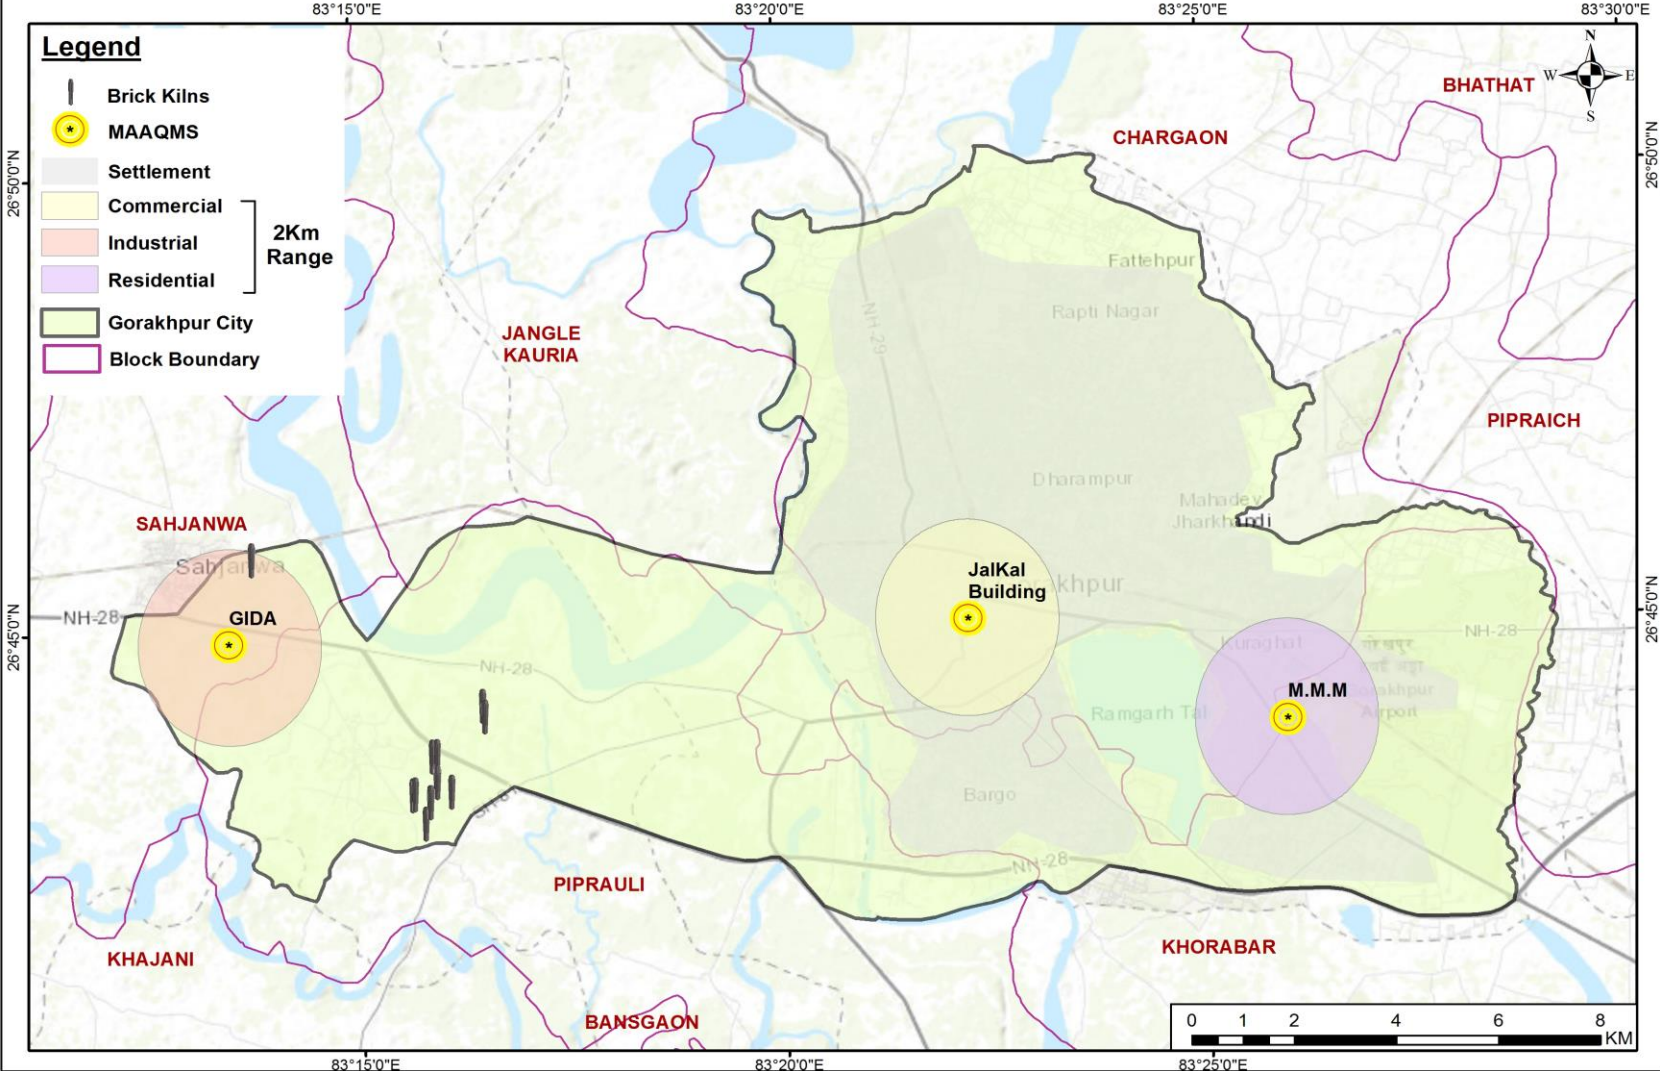 83°15'0"E
83°20'0"E
83°25'0"E
83°30'0"E
Legend
Brick Kilns
MAAQMS
Settlement
Commercial
Industrial
Residential
2Km
Range
Gorakhpur City
Block Boundary
N
W
E
S
BHATHAT
CHARGAON
26°50'0"N
26°50'0"N
Fattehpur
Rapti Nagar
NH-29
JANGLE
KAURIA
PIPRAICH
Dharampur
Mahadev
Jharkhandi
SAHJANWA
Sahjanwa
JalKal
Building
NH-28
GIDA
26°45'0"N
26°45'0"N
NH-28
Kuraghat
NH-28
गोरखपुर
M.M.M
Ramgarh Tal
Airport
Bargo
NH-28
PIPRAULI
KHAJANI
KHORABAR
BANSGAON
0 1 2 4 6 8
KM
83°15'0"E
83°20'0"E
83°25'0"E